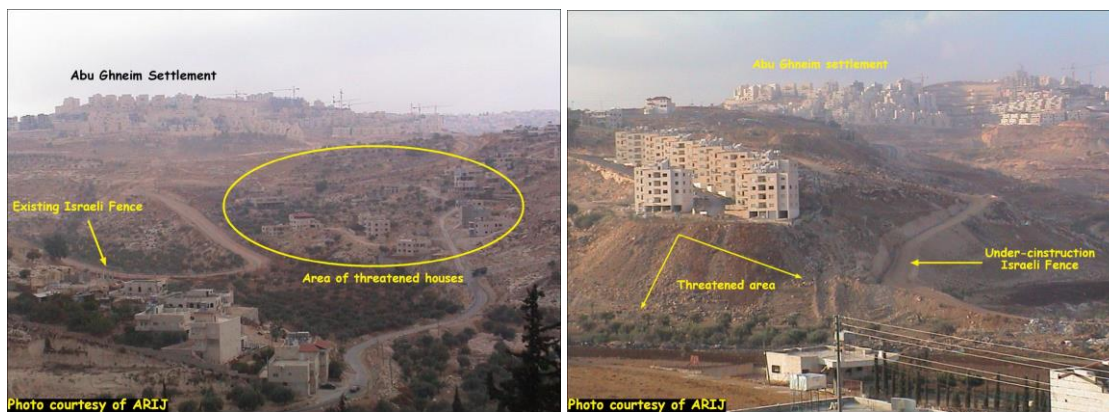 Abu Ghneim Settlement
Existing Israeli Fence
Area of threatened houses
Photo courtesy of ARIJ
Abu Ghneim settlement
Under-cinstruction
Israeli Fence
Threatened area
Photo courtesy of ARIJ